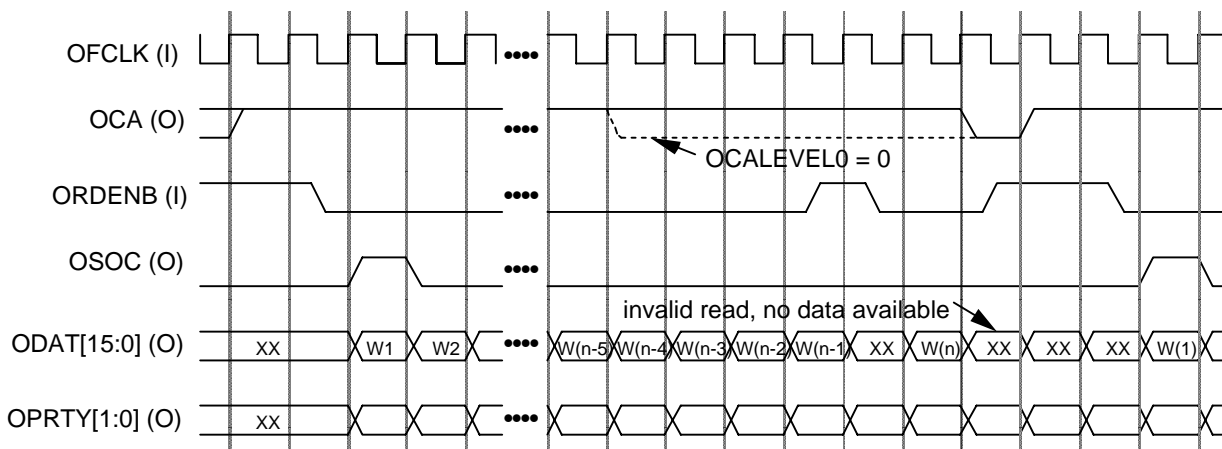 OFCLK (I)
OCA (O)
OCALEVEL0 = 0
ORDENB (I)
OSOC (O)
invalid read, no data available
ODAT[15:0] (O) XX W1 W2 W(n-5) W(n-4) W(n-3) W(n-2) W(n-1) XX W(n) XX XX XX W(1)
OPRTY[1:0] (O) XX